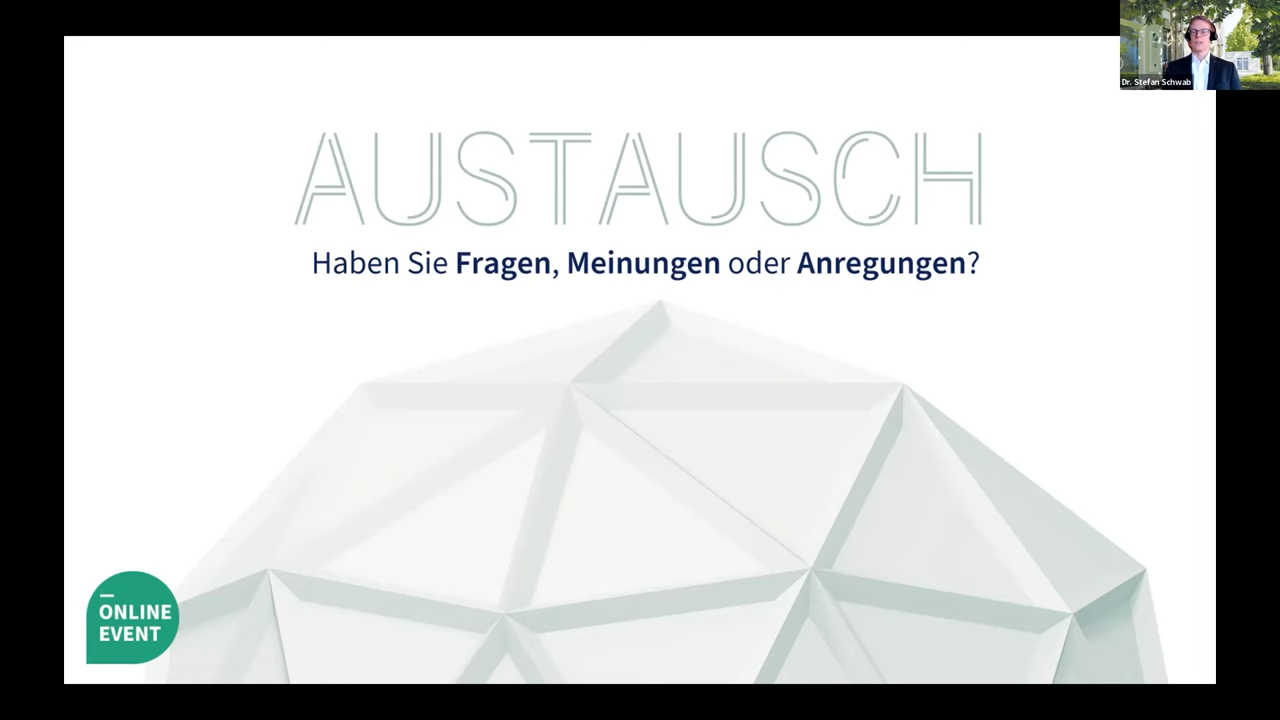 Dr. Stefan Schwab
AUSTAUSCH
Haben Sie Fragen, Meinungen oder Anregungen?
ONLINE
EVENT